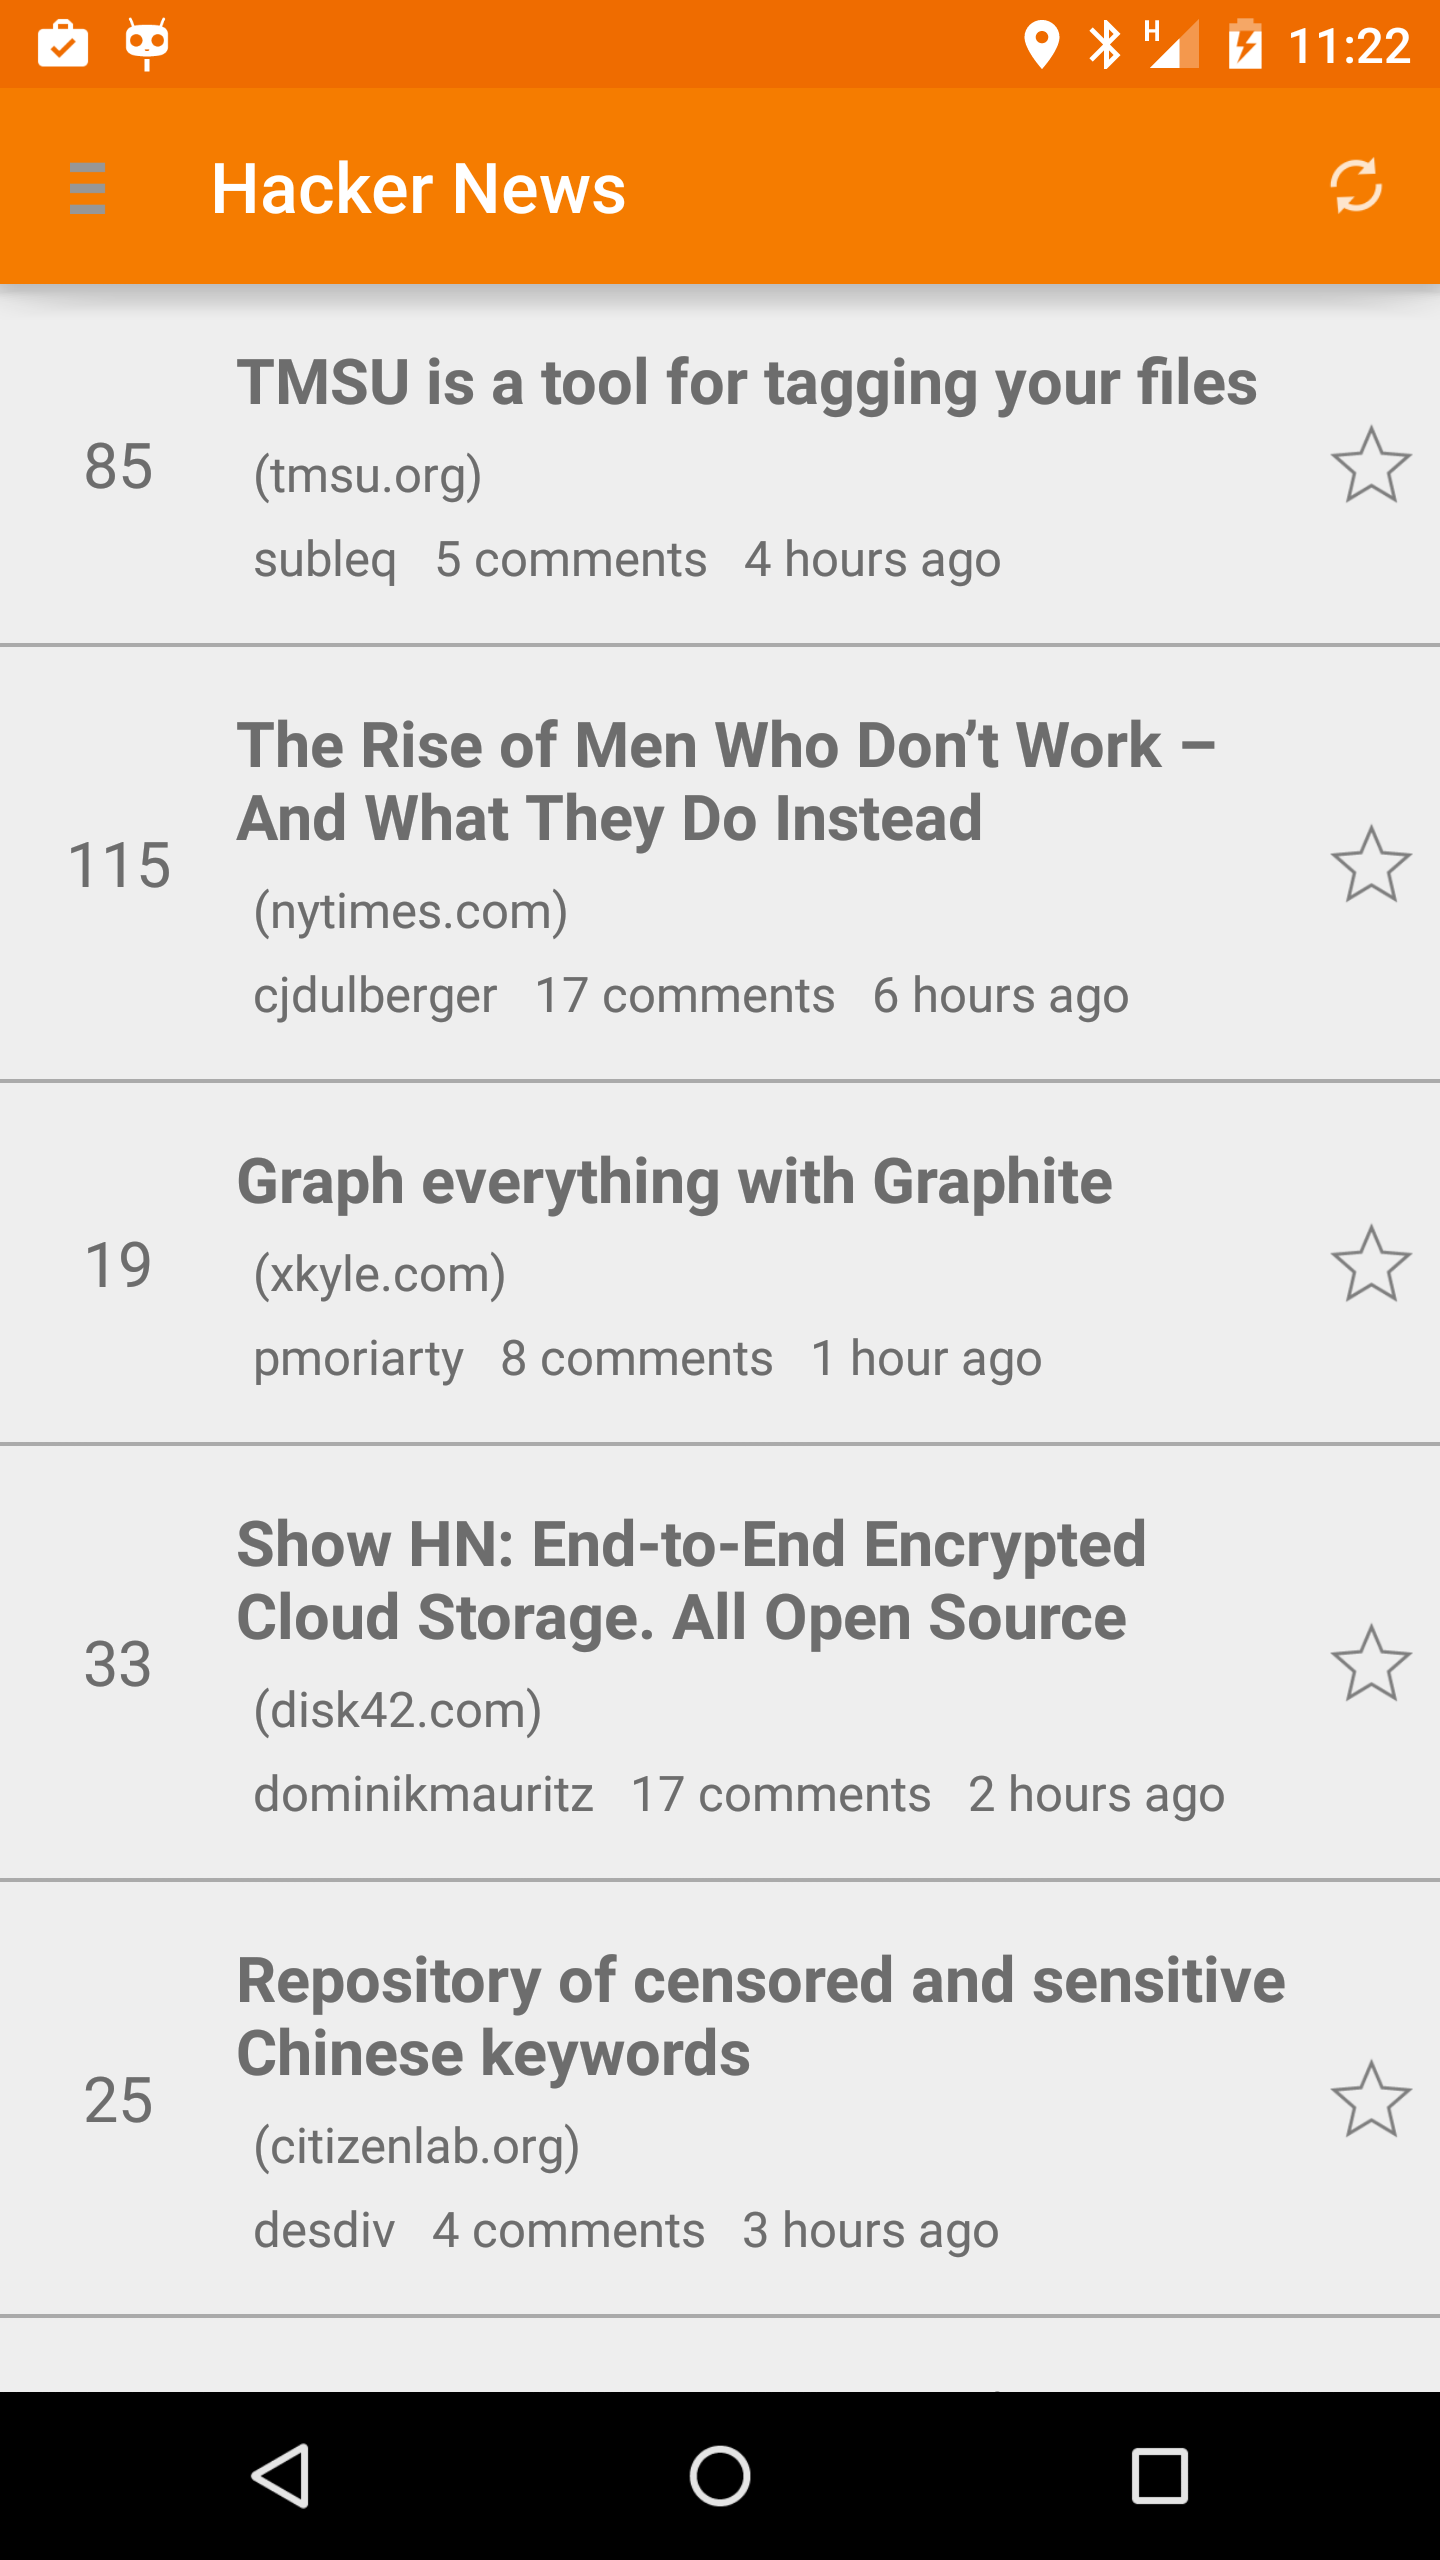 H 11:22
Hacker News
TMSU is a tool for tagging your files
85
(tmsu.org)
subleq 5 comments 4 hours ago
The Rise of Men Who Don’t Work –
And What They Do Instead
115
(nytimes.com)
cjdulberger 17 comments 6 hours ago
Graph everything with Graphite
19
(xkyle.com)
pmoriarty 8 comments 1 hour ago
Show HN: End-to-End Encrypted
Cloud Storage. All Open Source
33
(disk42.com)
dominikmauritz 17 comments 2 hours ago
Repository of censored and sensitive
Chinese keywords
25
(citizenlab.org)
desdiv 4 comments 3 hours ago